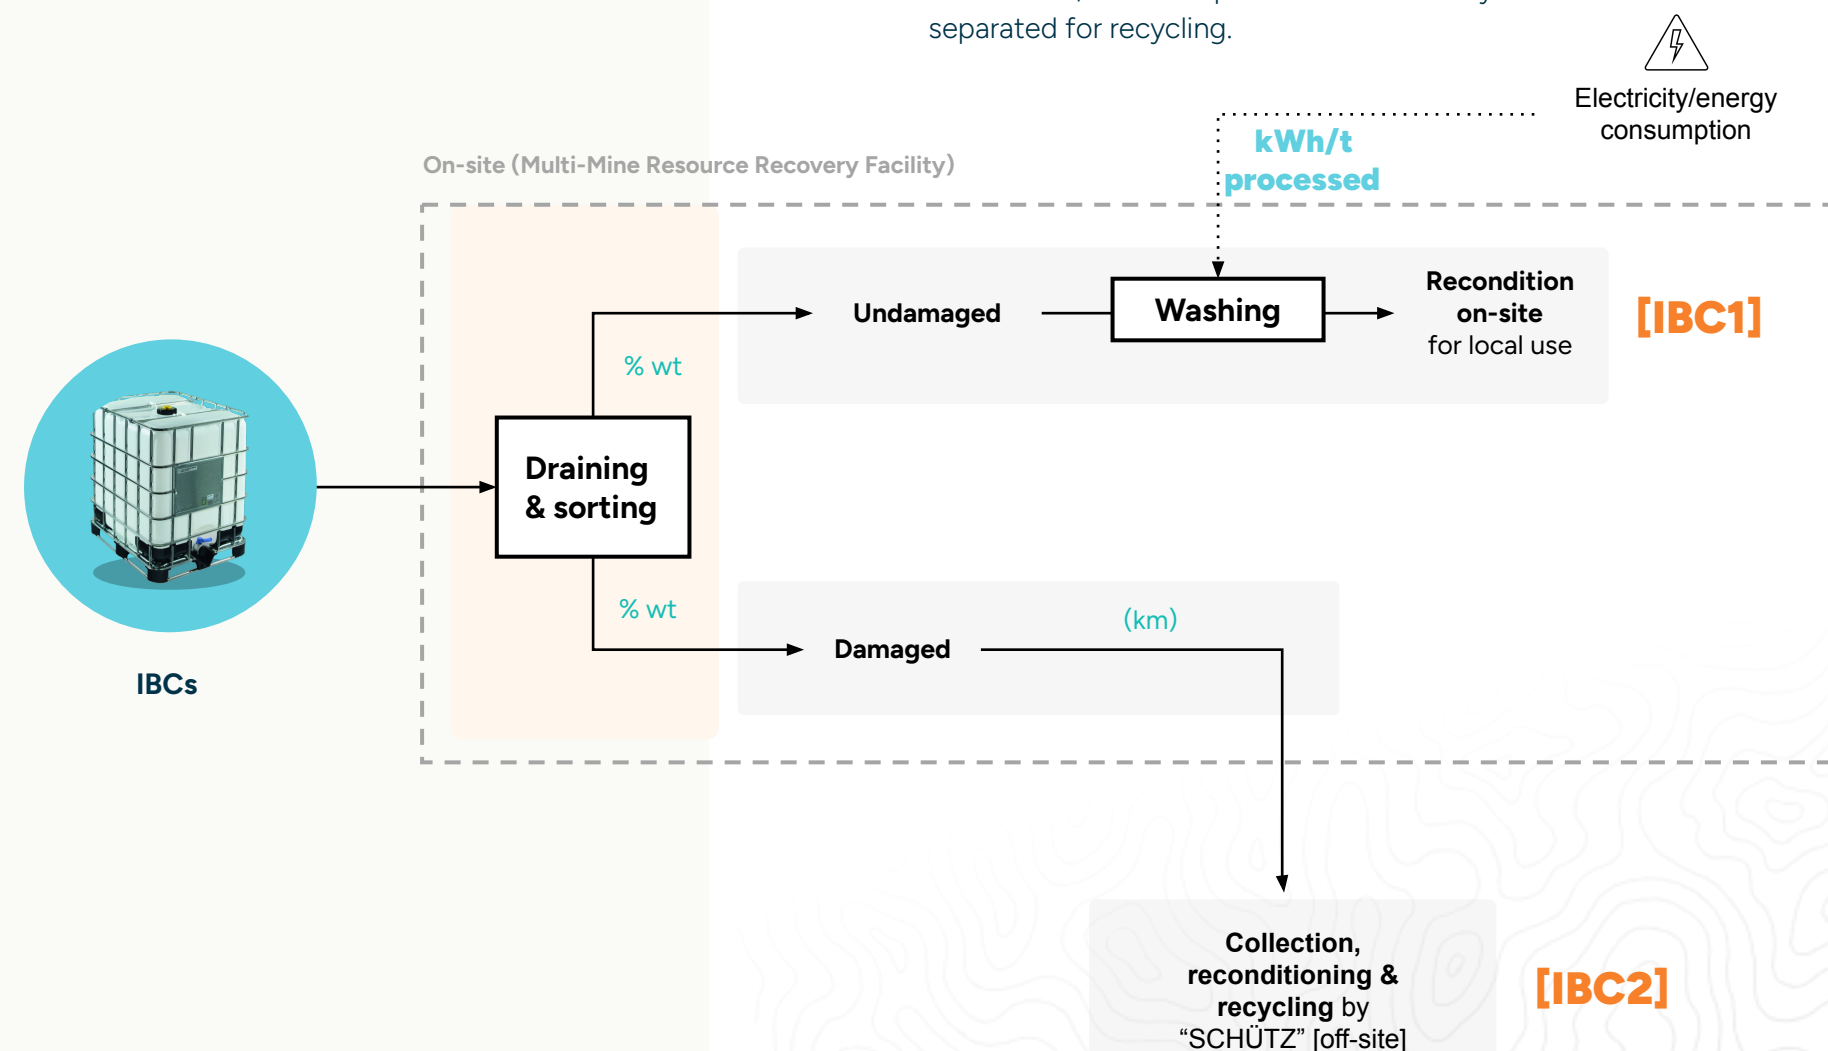 separated for recycling.
Electricity/energy
consumption
kWh/t
processed
On-site (Multi-Mine Resource Recovery Facility)
Undamaged
Washing
Recondition
on-site
for local use
[IBC1]
% wt
Draining
& sorting
% wt
Damaged
(km)
IBCs
Collection,
reconditioning &
recycling by
“SCHÜTZ” [off-site]
[IBC2]